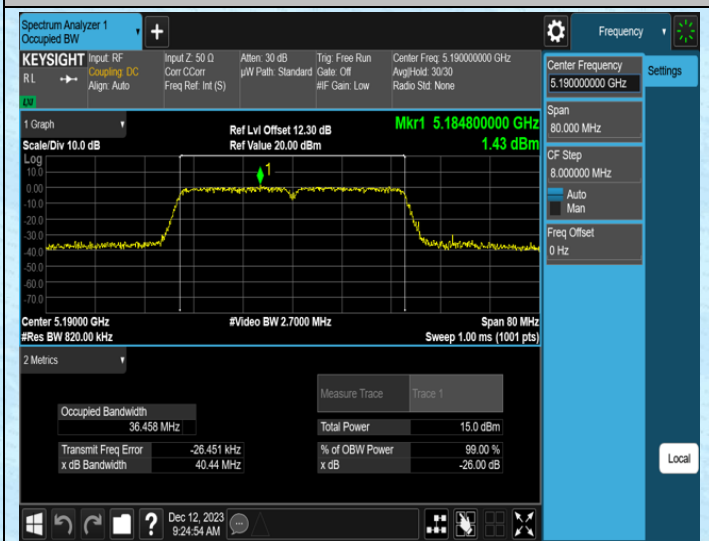 Spectrum Analyzer 1
Occupied BW
Frequency
KEYSIGHT
RL
Input: RF
Coupling: DC
Align: Auto
Input Z: 50 Ω
Corr CCorr
Freq Ref: Int (S)
Atten: 30 dB
µW Path: Standard
Trig: Free Run
Gate: Off
#IF Gain: Low
Center Freq: 5.190000000 GHz
Avg|Hold: 30/30
Radio Std: None
Center Frequency
5.190000000 GHz
Settings
Span
80.000 MHz
CF Step
8.000000 MHz
Auto
Man
Freq Offset
0 Hz
Local
1 Graph
Scale/Div 10.0 dB
Ref Lvl Offset 12.30 dB
Ref Value 20.00 dBm
Mkr1 5.184800000 GHz
1.43 dBm
Log
10.0
0.00
-10.0
-20.0
-30.0
-40.0
-50.0
-60.0
-70.0
1
Center 5.19000 GHz
#Video BW 2.7000 MHz
Span 80 MHz
#Res BW 820.00 kHz
Sweep 1.00 ms (1001 pts)
2 Metrics
Measure Trace
Trace 1
Occupied Bandwidth
36.458 MHz
Total Power
15.0 dBm
Transmit Freq Error
-26.451 kHz
% of OBW Power
99.00 %
x dB Bandwidth
40.44 MHz
x dB
-26.00 dB
?
Dec 12, 2023
9:24:54 AM